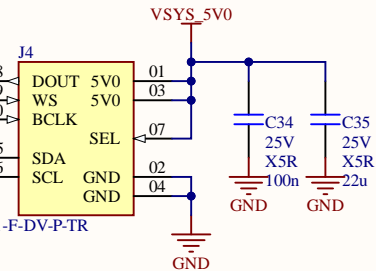 VSYS_5V0
J4
DOUT 5V0 01
WS 5V0 03
BCLK
SEL 07
SDA
SCL GND 02
GND 04
-F-DV-P-TR
GND
C34
25V
X5R
100n
GND
C35
25V
X5R
22u
GND